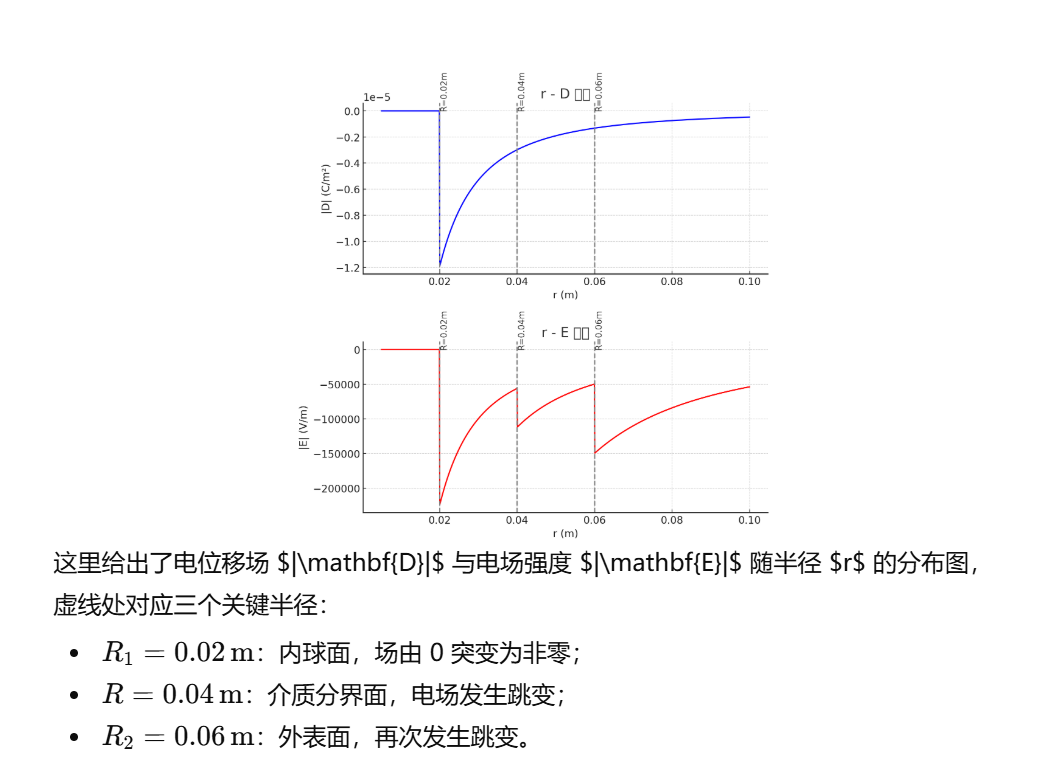 1e−5
r - D
R=0.02m
R=0.04m
R=0.06m
|D| (C/m²)
0.0
−0.2
−0.4
−0.6
−0.8
−1.0
−1.2
0.02 0.04 0.06 0.08 0.10
r (m)
r - E
R=0.02m
R=0.04m
R=0.06m
|E| (V/m)
0
−50000
−100000
−150000
−200000
0.02 0.04 0.06 0.08 0.10
r (m)
这里给出了电位移场 $|\mathbf{D}|$ 与电场强度 $|\mathbf{E}|$ 随半径 $r$ 的分布图，
虚线处对应三个关键半径：
• R₁ = 0.02 m：内球面，场由 0 突变为非零；
• R = 0.04 m：介质分界面，电场发生跳变；
• R₂ = 0.06 m：外表面，再次发生跳变。